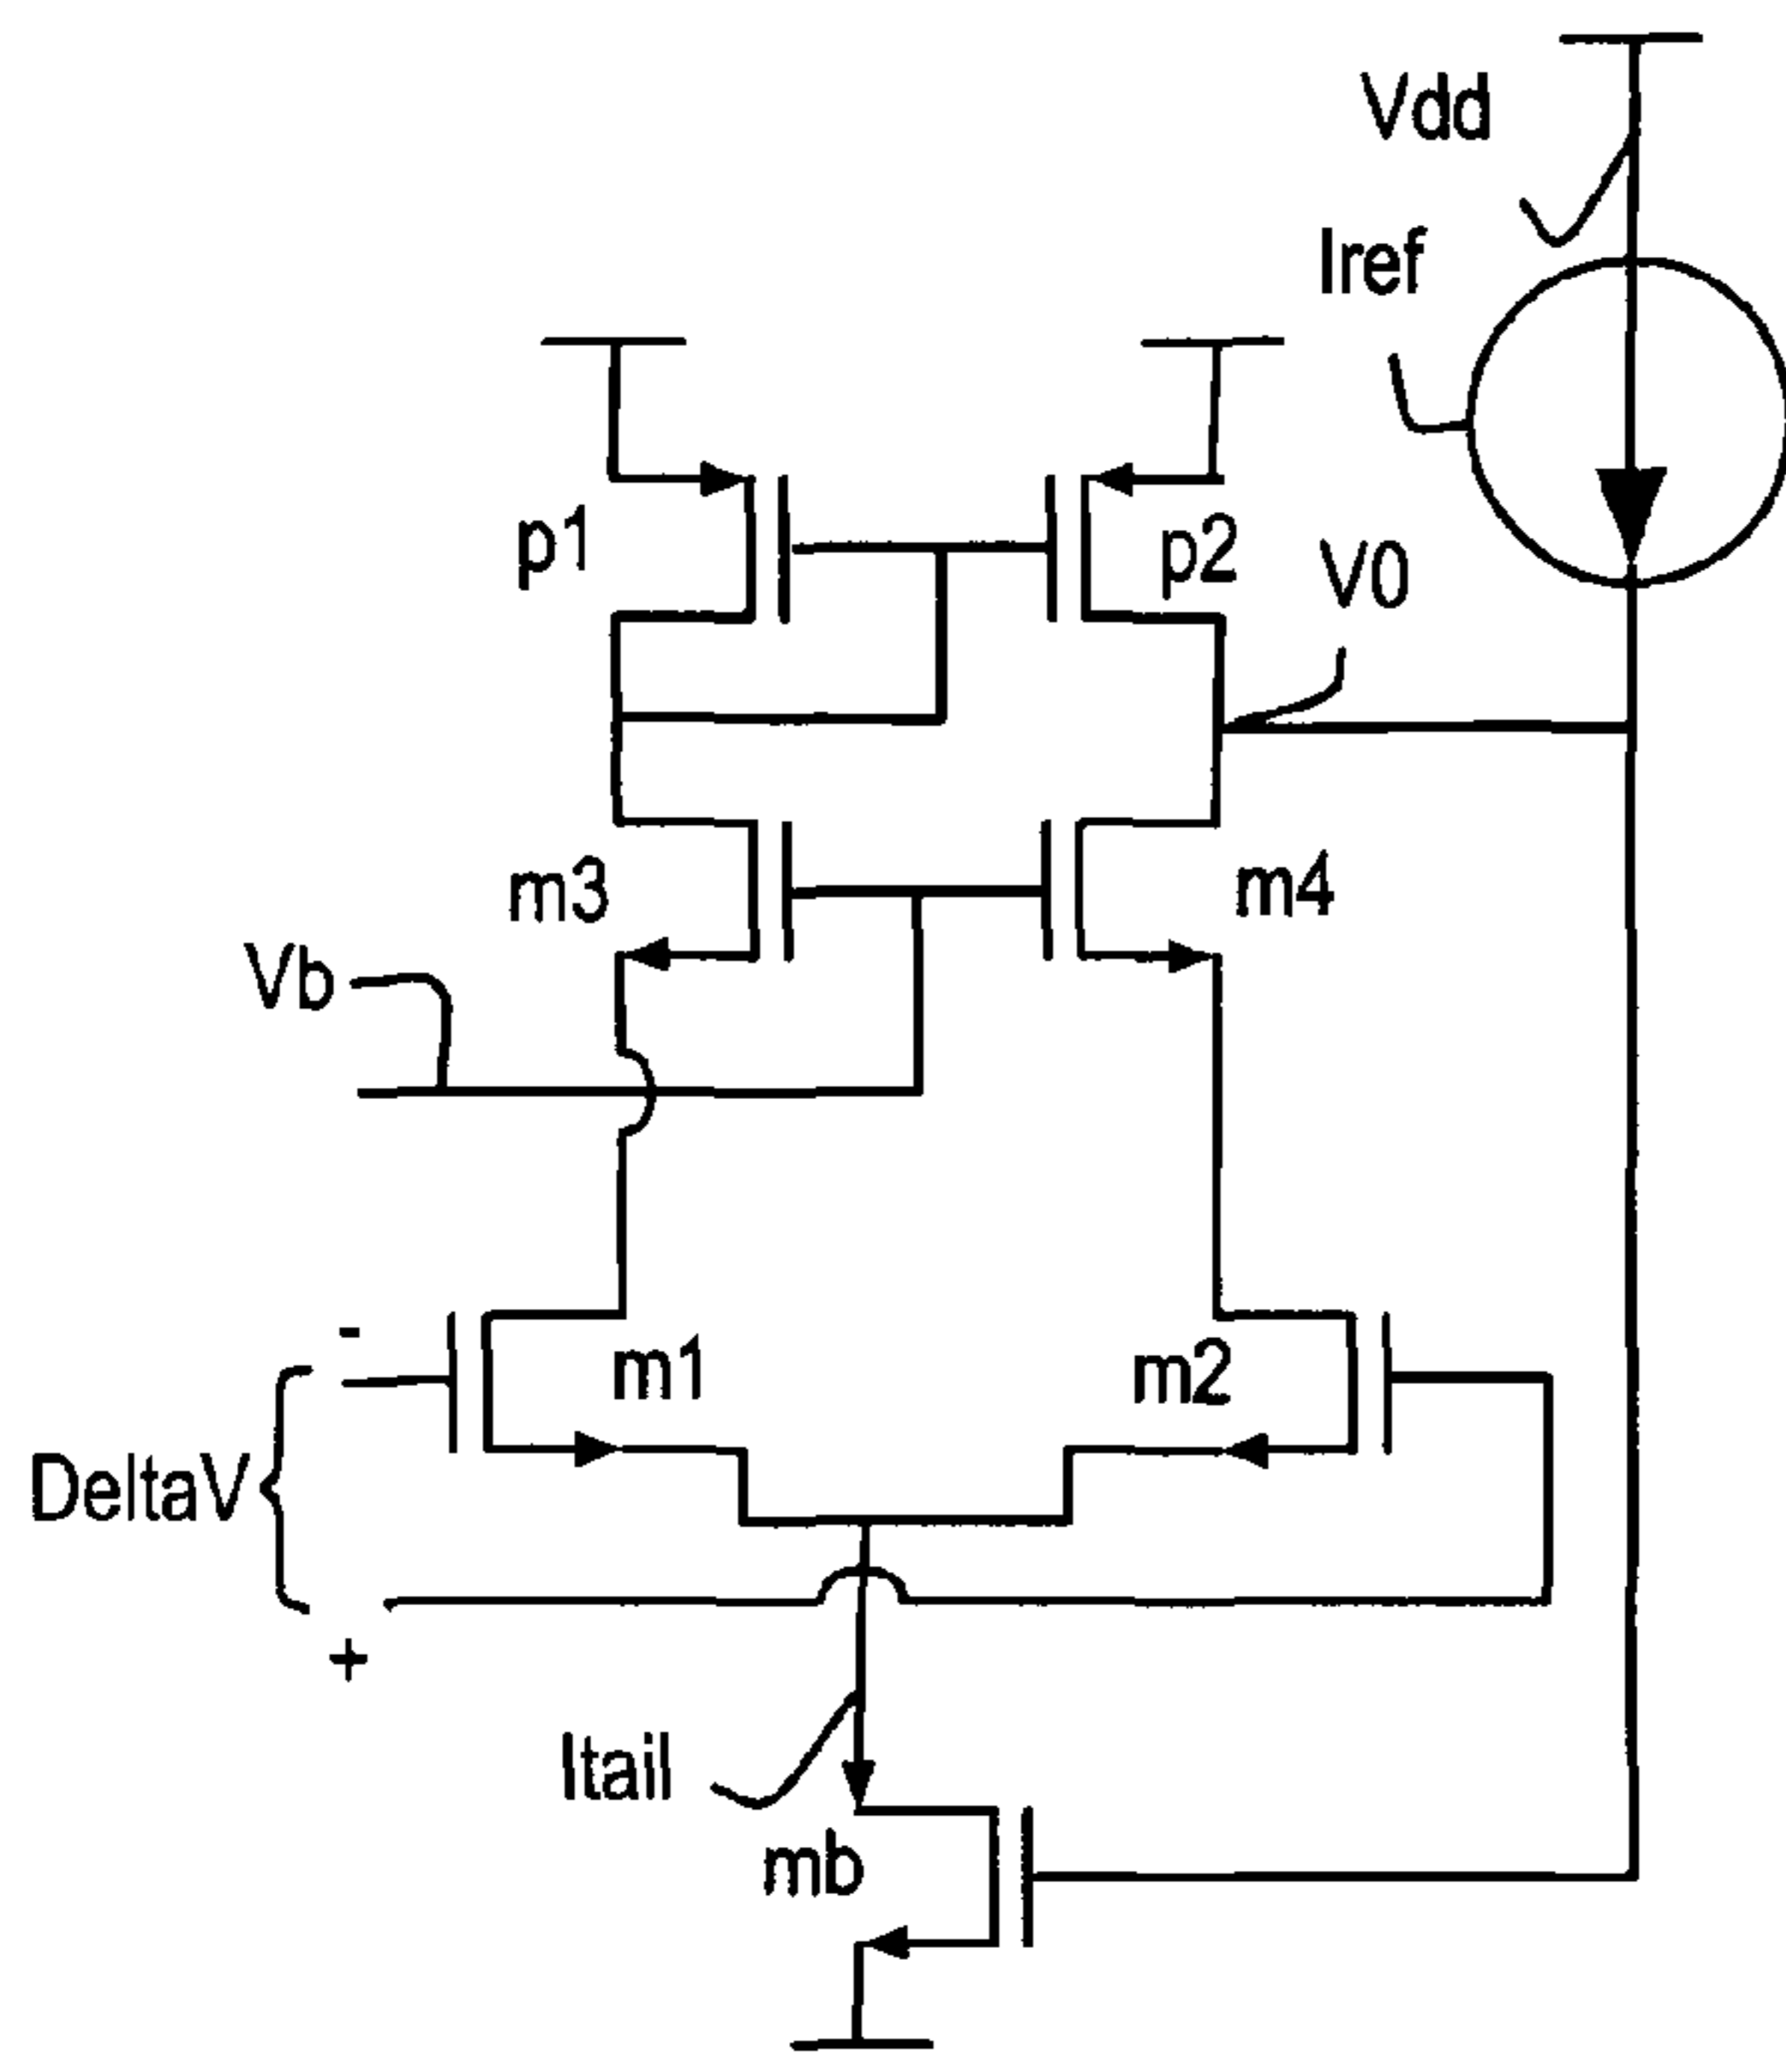 Vdd
Iref
p1
p2
V0
m3
m4
Vb
-
m1
m2
DeltaV
+
Itail
mb